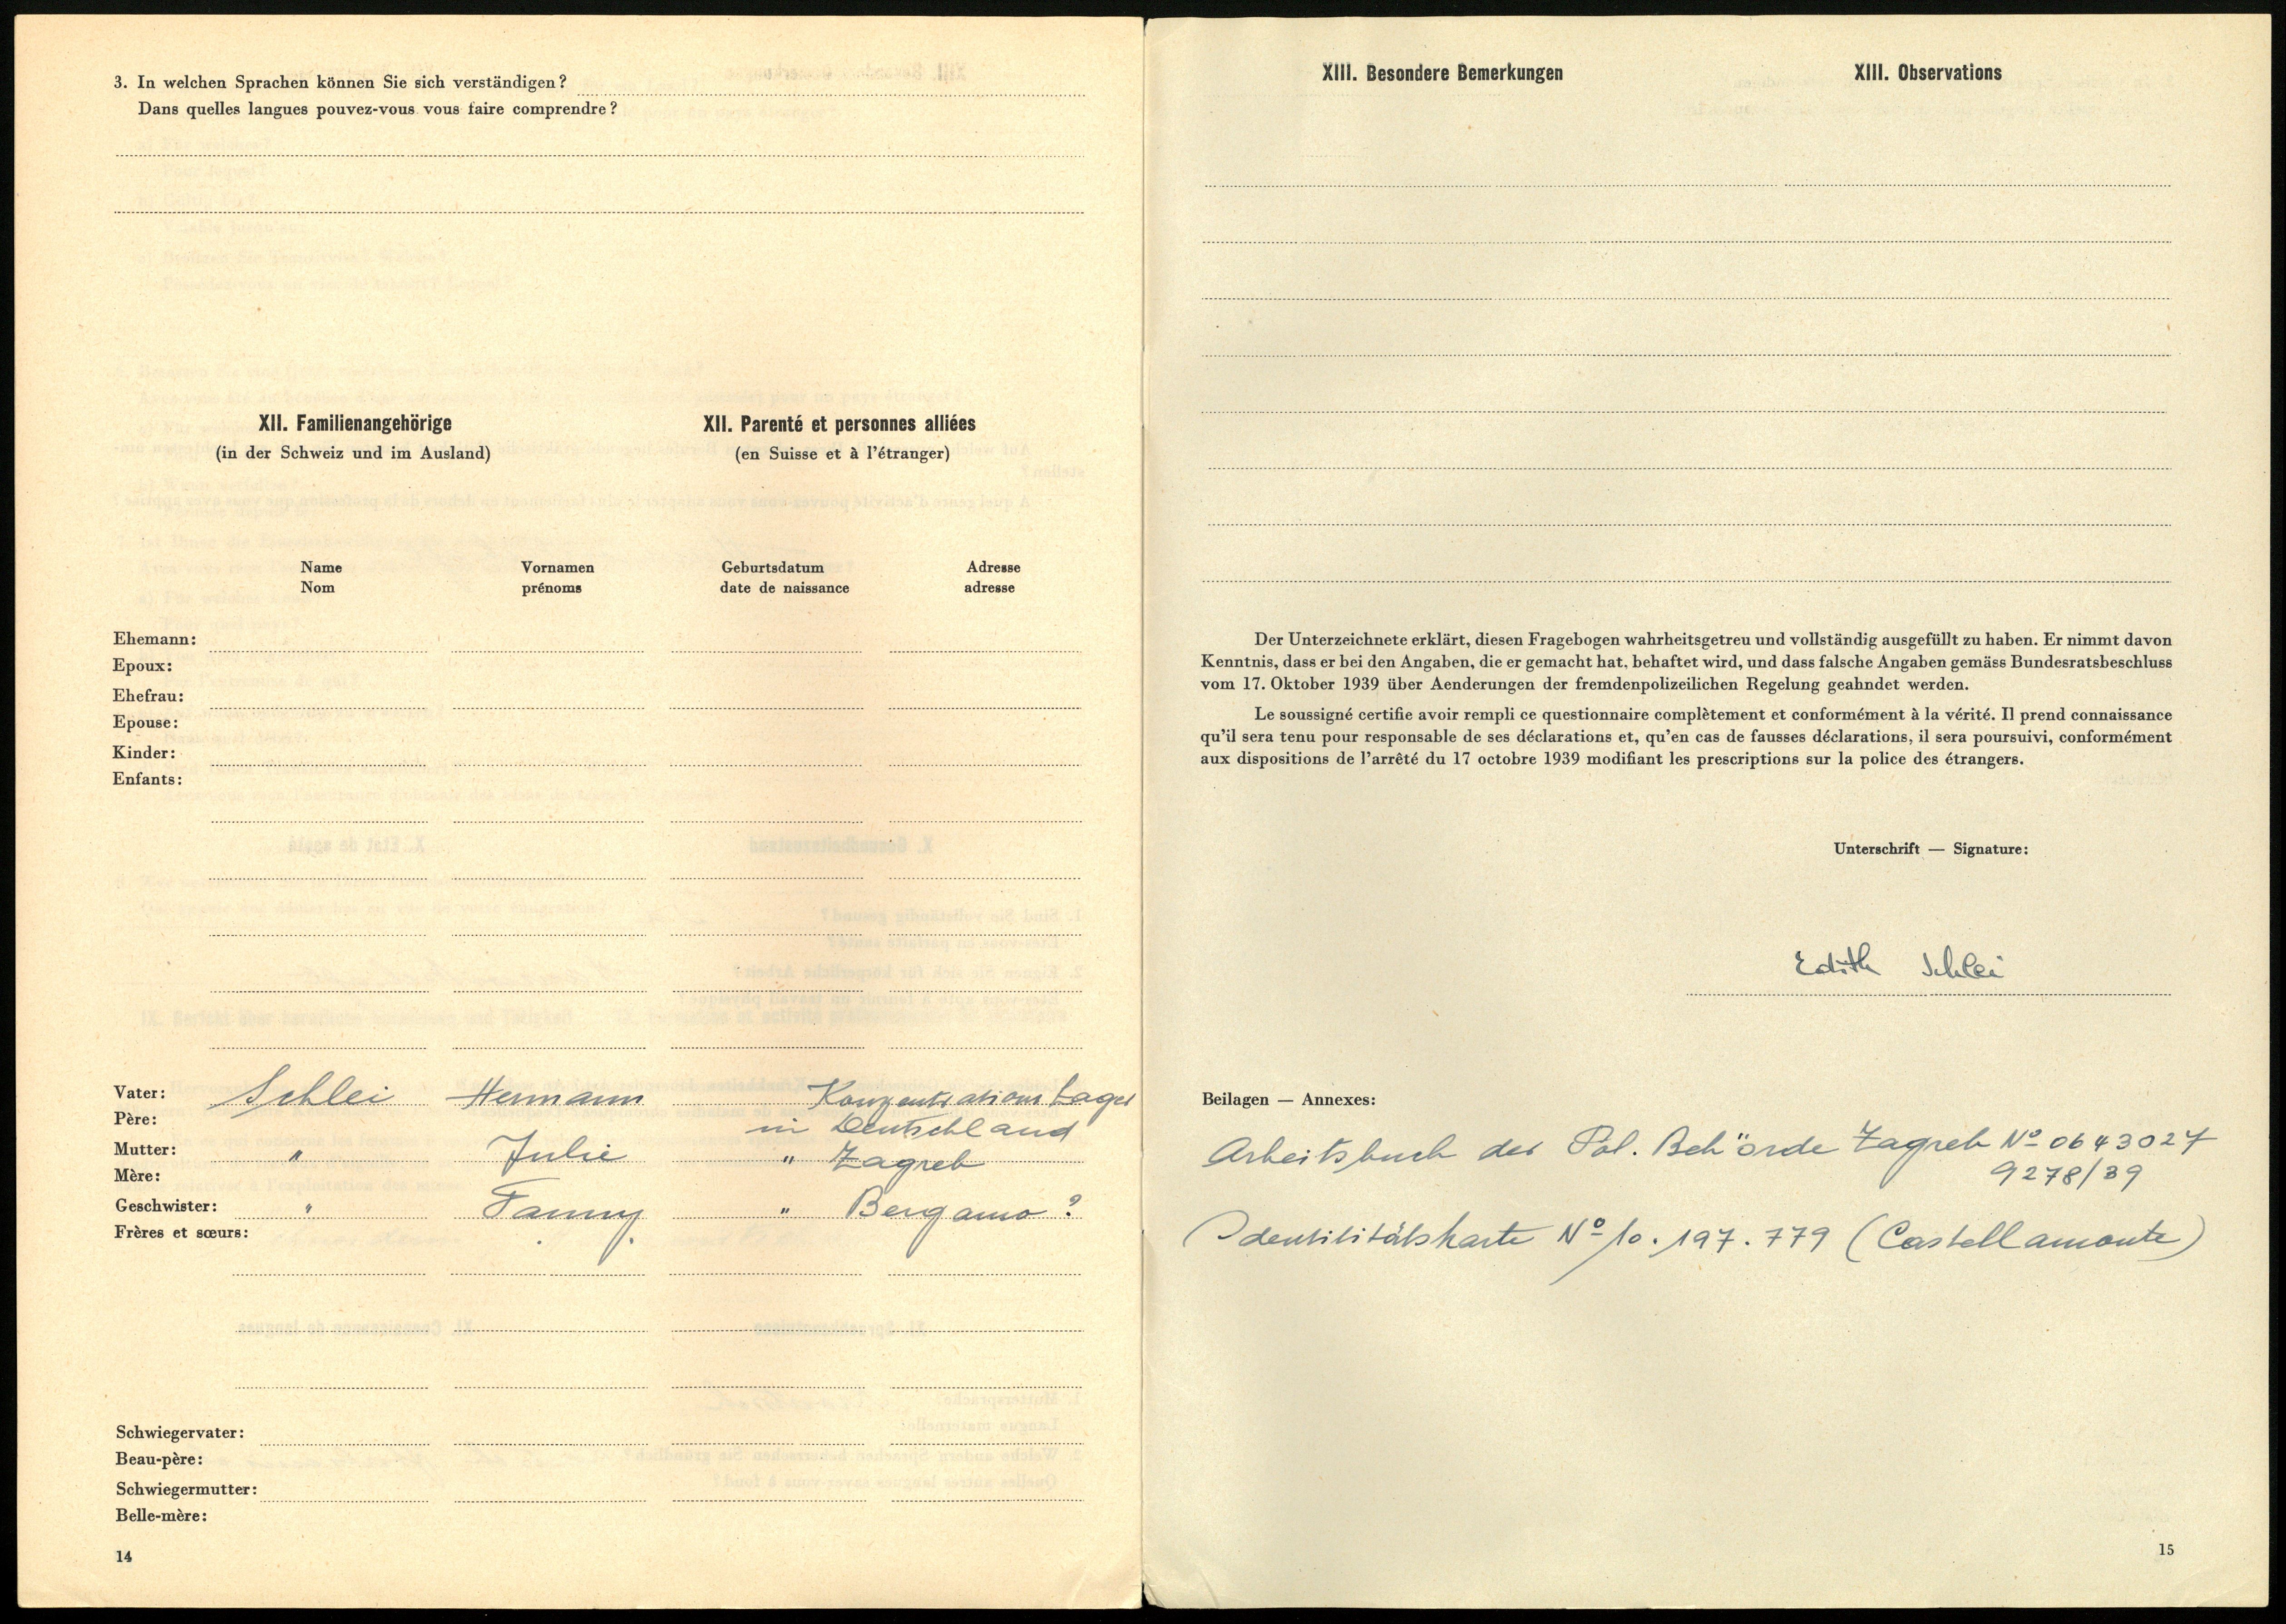 3. In welchen Sprachen können Sie sich verständigen?
Dans quelles langues pouvez-vous vous faire comprendre?
XII. Familienangehörige
(in der Schweiz und im Ausland)
XII. Parenté et personnes alliées
(en Suisse et à l'étranger)
Name Vornamen Geburtsdatum Adresse
Nom prénoms date de naissance adresse
Ehemann:
Epoux:
Ehefrau:
Epouse:
Kinder:
Enfants:
Vater: Schlei Hermann Konzentrations Lager
Père: in Deutschland
Mutter: " Julie " Zagreb
Mère:
Geschwister: " Fanny " Bergamo?
Frères et sœurs:
Schwiegervater:
Beau-père:
Schwiegermutter:
Belle-mère:
14
XIII. Besondere Bemerkungen XIII. Observations
Der Unterzeichnete erklärt, diesen Fragebogen wahrheitsgetreu und vollständig ausgefüllt zu haben. Er nimmt davon
Kenntnis, dass er bei den Angaben, die er gemacht hat, behaftet wird, und dass falsche Angaben gemäss Bundesratsbeschluss
vom 17. Oktober 1939 über Aenderungen der fremdenpolizeilichen Regelung geahndet werden.
Le soussigné certifie avoir rempli ce questionnaire complètement et conformément à la vérité. Il prend connaissance
qu'il sera tenu pour responsable de ses déclarations et, qu'en cas de fausses déclarations, il sera poursuivi, conformément
aux dispositions de l'arrêté du 17 octobre 1939 modifiant les prescriptions sur la police des étrangers.
Unterschrift — Signature:
Edith Schlei
Beilagen — Annexes:
Arbeitsbuch der Pol. Behörde Zagreb Nº 0643027
9278/39
Identitätskarte Nº 10.197.779 (Castellamonte)
15